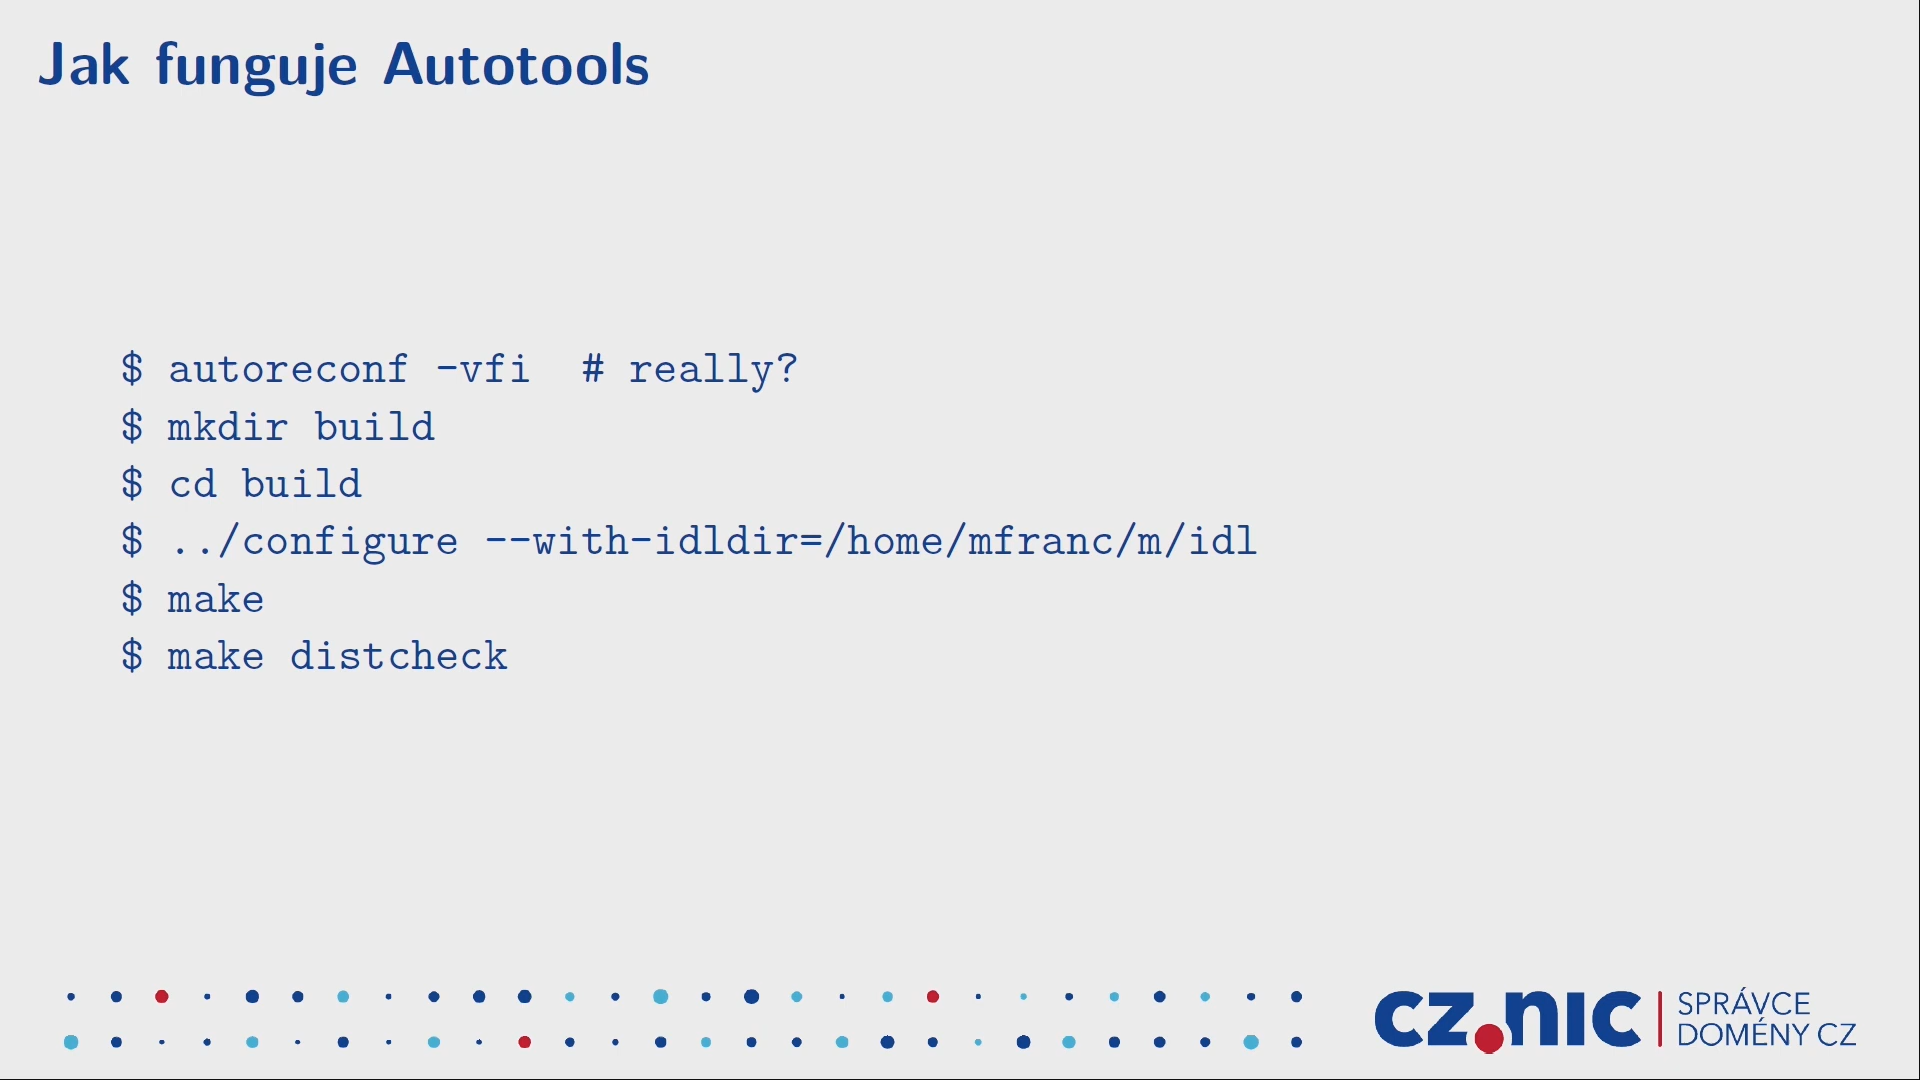 Jak funguje Autotools
$ autoreconf -vfi  # really?
$ mkdir build
$ cd build
$ ../configure --with-idldir=/home/mfranc/m/idl
$ make
$ make distcheck
cz.nic
SPRÁVCE
DOMÉNY CZ